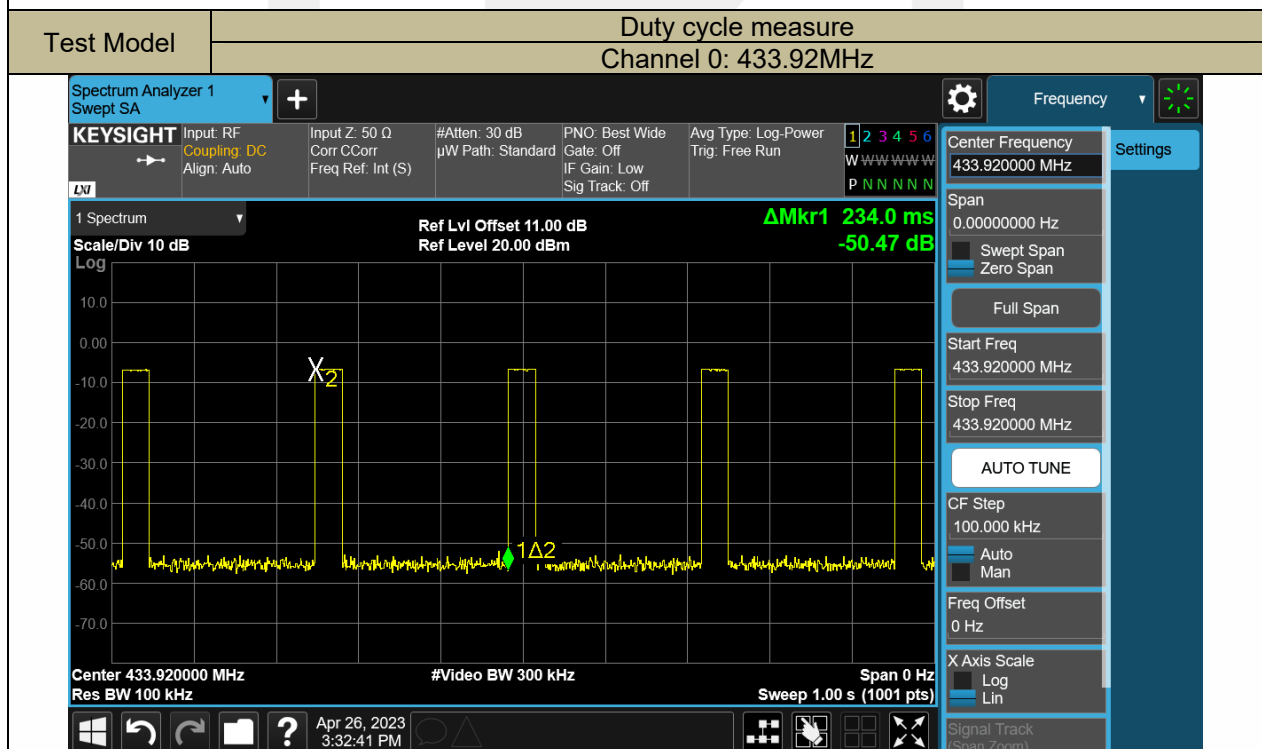 Test Model
Duty cycle measure
Channel 0: 433.92MHz
Spectrum Analyzer 1
Swept SA
Frequency
KEYSIGHT
Input: RF
Coupling: DC
Align: Auto
Input Z: 50 Ω
Corr CCorr
Freq Ref: Int (S)
#Atten: 30 dB
µW Path: Standard
PNO: Best Wide
Gate: Off
IF Gain: Low
Sig Track: Off
Avg Type: Log-Power
Trig: Free Run
1 2 3 4 5 6
W W W W W W
P N N N N N
LXI
1 Spectrum
Scale/Div 10 dB
Ref Lvl Offset 11.00 dB
Ref Level 20.00 dBm
ΔMkr1 234.0 ms
-50.47 dB
Log
10.0
0.00
-10.0
-20.0
-30.0
-40.0
-50.0
-60.0
-70.0
X2
1Δ2
Center 433.920000 MHz
Res BW 100 kHz
#Video BW 300 kHz
Span 0 Hz
Sweep 1.00 s (1001 pts)
Center Frequency
433.920000 MHz
Settings
Span
0.00000000 Hz
Swept Span
Zero Span
Full Span
Start Freq
433.920000 MHz
Stop Freq
433.920000 MHz
AUTO TUNE
CF Step
100.000 kHz
Auto
Man
Freq Offset
0 Hz
X Axis Scale
Log
Lin
Signal Track
(Span Zoom)
?
Apr 26, 2023
3:32:41 PM